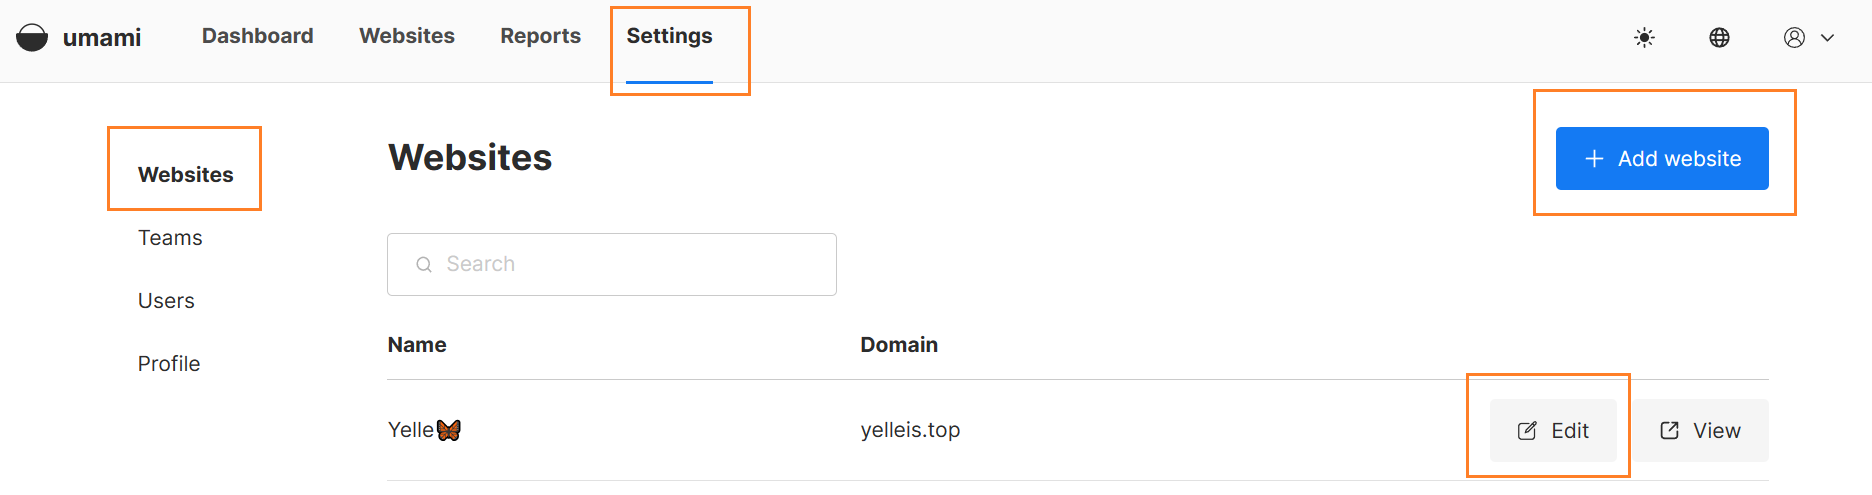 umami Dashboard Websites Reports Settings
Websites
Teams
Users
Profile
Websites
+ Add website
Search
Name Domain
Yelle🦋 yelleis.top Edit View